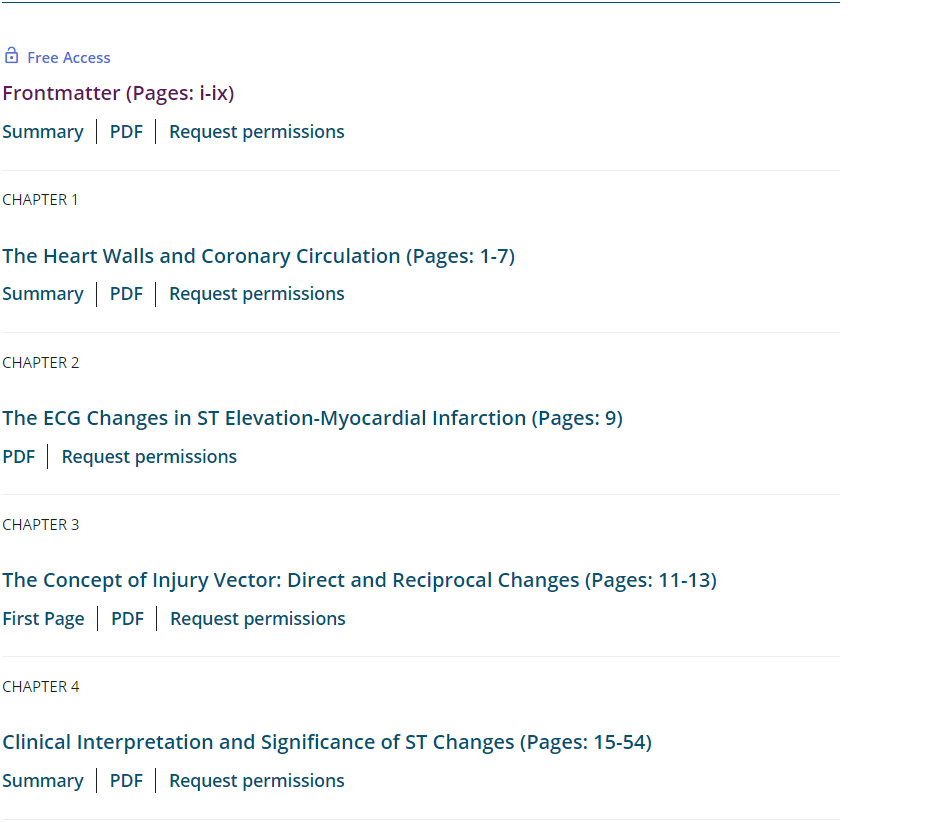 Free Access
Frontmatter (Pages: i-ix)
Summary | PDF | Request permissions
CHAPTER 1
The Heart Walls and Coronary Circulation (Pages: 1-7)
Summary | PDF | Request permissions
CHAPTER 2
The ECG Changes in ST Elevation-Myocardial Infarction (Pages: 9)
PDF | Request permissions
CHAPTER 3
The Concept of Injury Vector: Direct and Reciprocal Changes (Pages: 11-13)
First Page | PDF | Request permissions
CHAPTER 4
Clinical Interpretation and Significance of ST Changes (Pages: 15-54)
Summary | PDF | Request permissions